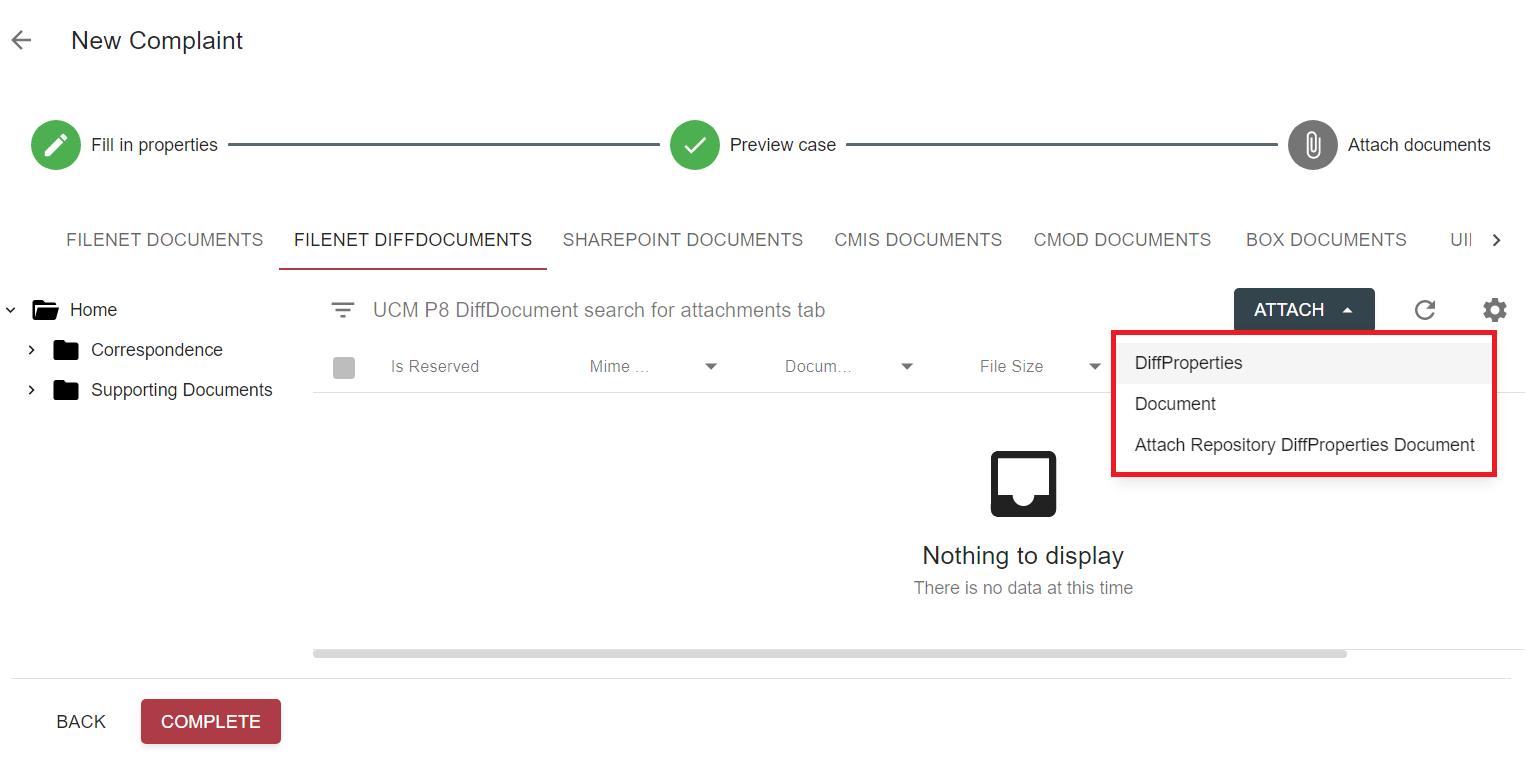 New Complaint
Fill in properties
Preview case
Attach documents
FILENET DOCUMENTS
FILENET DIFFDOCUMENTS
SHAREPOINT DOCUMENTS
CMIS DOCUMENTS
CMOD DOCUMENTS
BOX DOCUMENTS
Home
Correspondence
Supporting Documents
UCM P8 DiffDocument search for attachments tab
ATTACH
Is Reserved
Mime ...
Docum...
File Size
DiffProperties
Document
Attach Repository DiffProperties Document
Nothing to display
There is no data at this time
BACK
COMPLETE